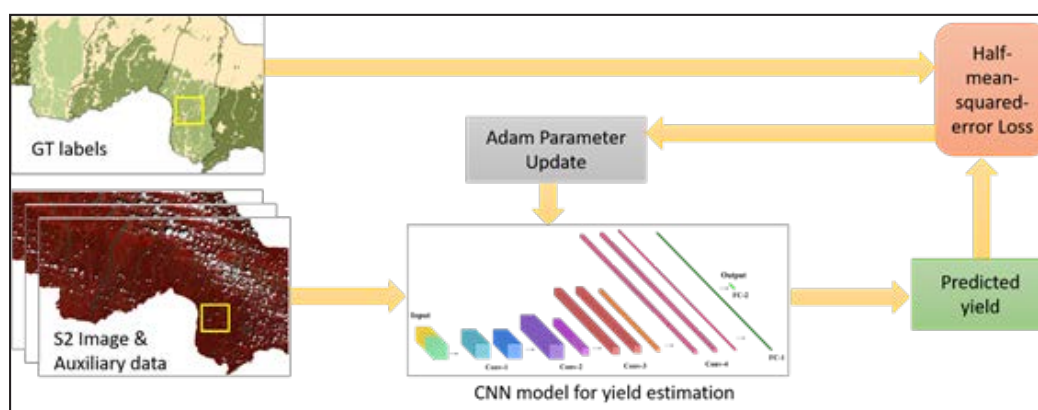 GT labels
S2 Image &
Auxiliary data
Adam Parameter
Update
Half-
mean-
squared-
error Loss
Predicted
yield
Input
Conv-1
Conv-2
Conv-3
Conv-4
Output
FC-2
FC-1
CNN model for yield estimation